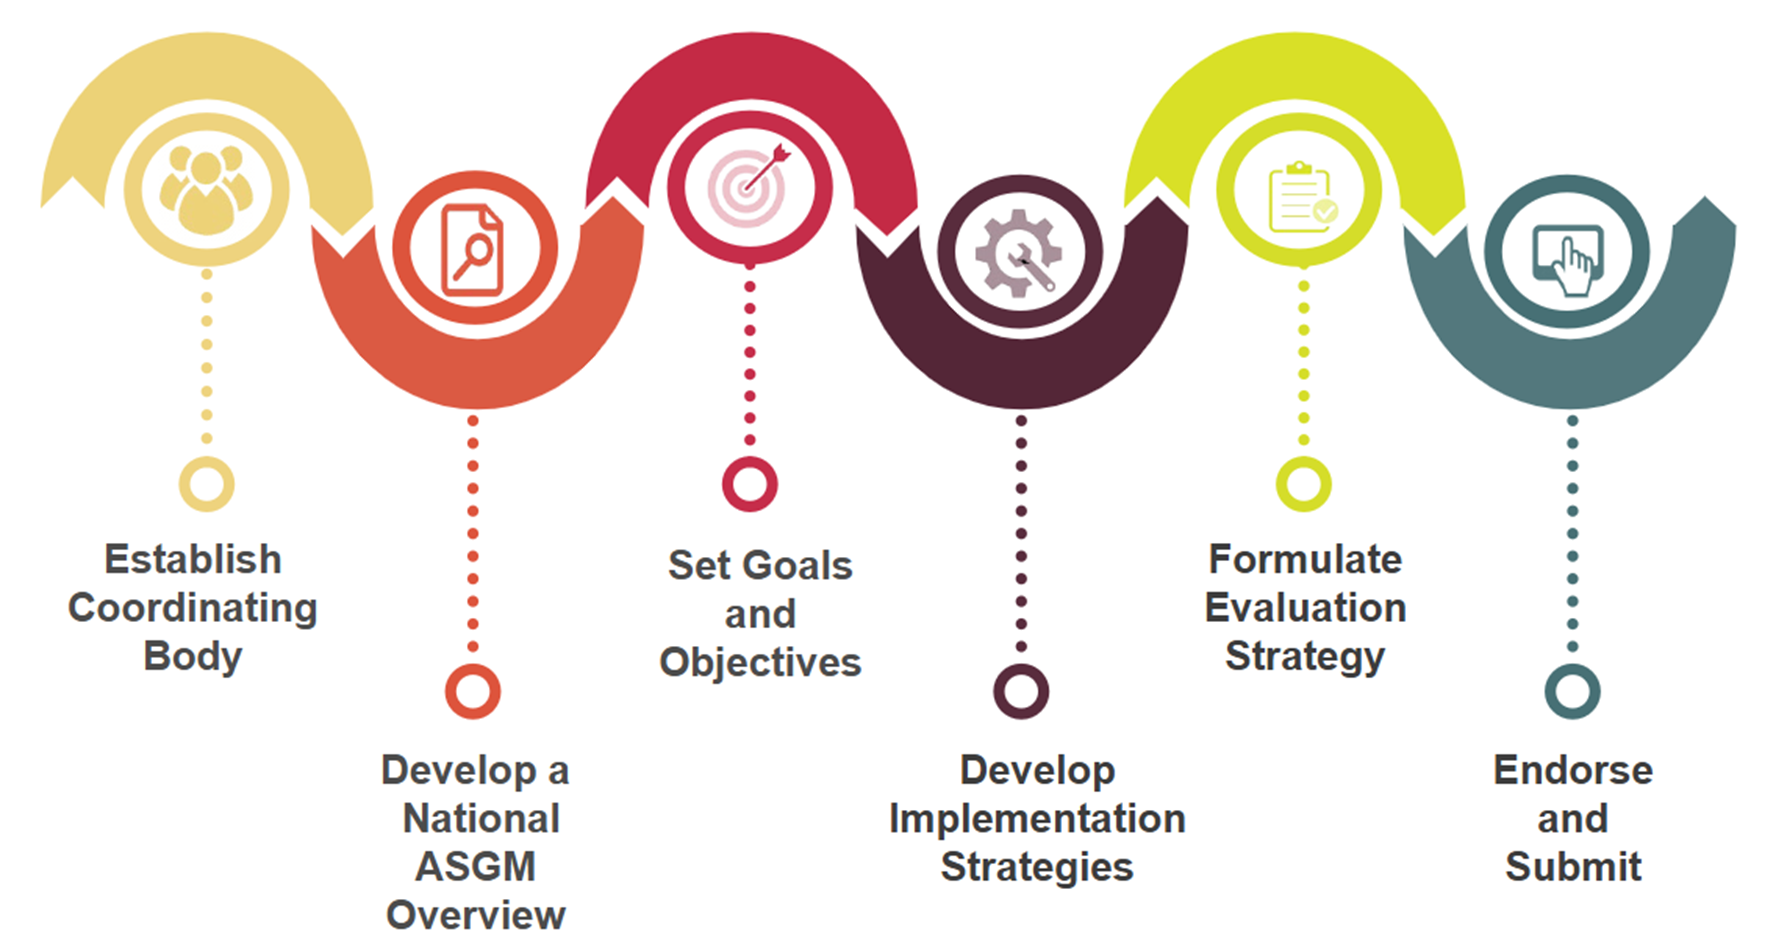 Establish
Coordinating
Body
Develop a
National
ASGM
Overview
Set Goals
and
Objectives
Develop
Implementation
Strategies
Formulate
Evaluation
Strategy
Endorse
and
Submit